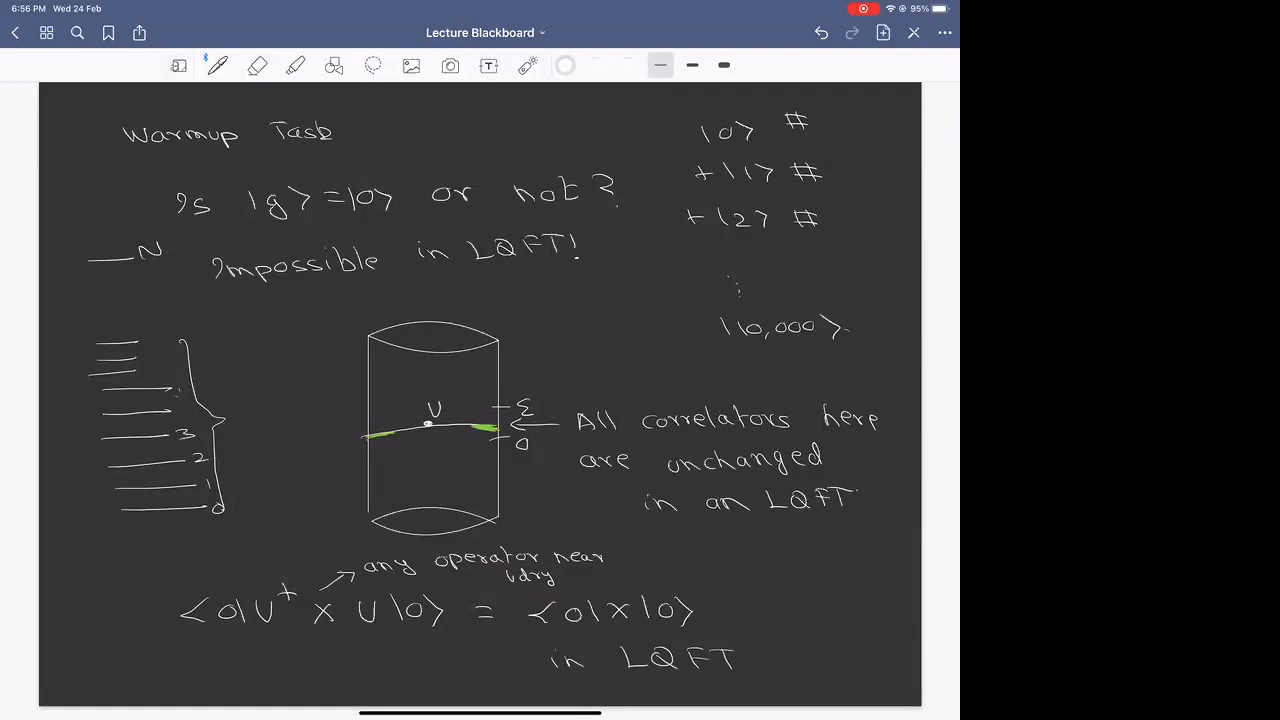 6:56 PM Wed 24 Feb
95%
Lecture Blackboard
Warmup Task
Is |g> = |0> or not?
Impossible in LQFT!
N
|0> #
+ |1> #
+ |2> #
⋮
|10,000>
3
2
1
0
U
ε
0
All correlators here
are unchanged
in an LQFT
any operator near
bdry
<0|U† X U|0> = <0|X|0>
in LQFT